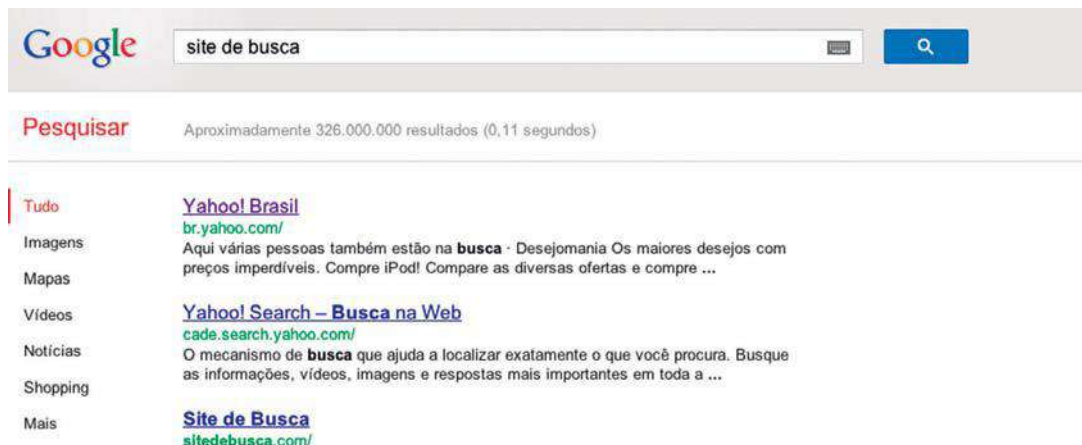 Google
site de busca
Pesquisar
Aproximadamente 326.000.000 resultados (0,11 segundos)
Tudo
Imagens
Mapas
Vídeos
Notícias
Shopping
Mais
Yahoo! Brasil
br.yahoo.com/
Aqui várias pessoas também estão na busca · Desejomania Os maiores desejos com
preços imperdíveis. Compre iPod! Compare as diversas ofertas e compre ...
Yahoo! Search – Busca na Web
cade.search.yahoo.com/
O mecanismo de busca que ajuda a localizar exatamente o que você procura. Busque
as informações, vídeos, imagens e respostas mais importantes em toda a ...
Site de Busca
sitedebusca.com/